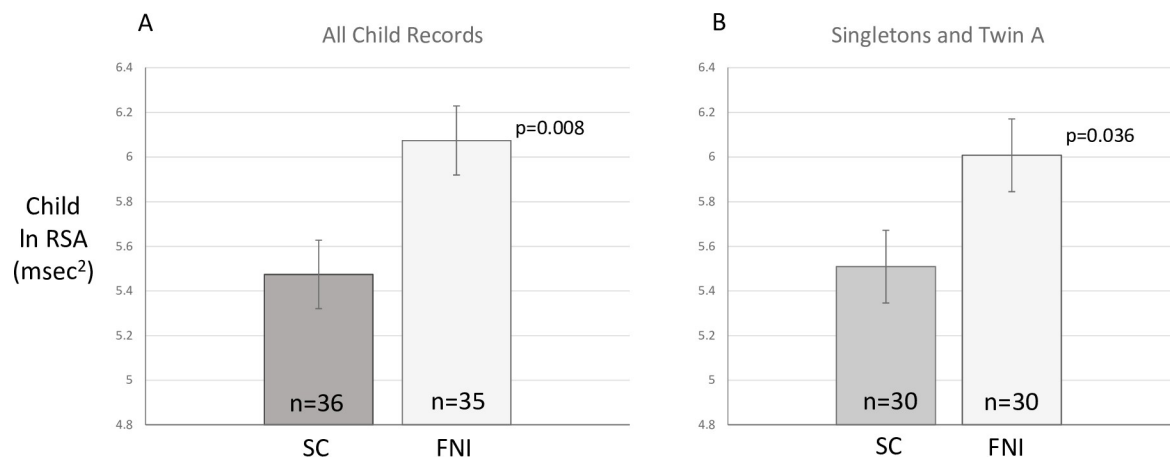 A
All Child Records
6.4
6.2
6
5.8
5.6
5.4
5.2
5
4.8
Child
ln RSA
(msec²)
p=0.008
n=36
n=35
SC
FNI
B
Singletons and Twin A
6.4
6.2
6
5.8
5.6
5.4
5.2
5
4.8
p=0.036
n=30
n=30
SC
FNI